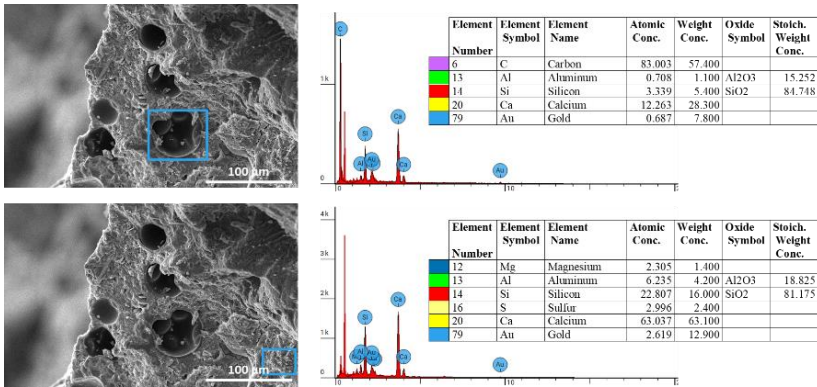 100 µm
C
1k
0
Al
Si
Au
Ca
Ca
Au
0
10
Element Number Element Symbol Element Name Atomic Conc. Weight Conc. Oxide Symbol Stoich. Weight Conc.
6 C Carbon 83.003 57.400
13 Al Aluminum 0.708 1.100 Al2O3 15.252
14 Si Silicon 3.339 5.400 SiO2 84.748
20 Ca Calcium 12.263 28.300
79 Au Gold 0.687 7.800
100 µm
4k
3k
2k
1k
0
Al
Si
Au
Ca
Ca
Au
0
10
Element Number Element Symbol Element Name Atomic Conc. Weight Conc. Oxide Symbol Stoich. Weight Conc.
12 Mg Magnesium 2.305 1.400
13 Al Aluminum 6.235 4.200 Al2O3 18.825
14 Si Silicon 22.807 16.000 SiO2 81.175
16 S Sulfur 2.996 2.400
20 Ca Calcium 63.037 63.100
79 Au Gold 2.619 12.900